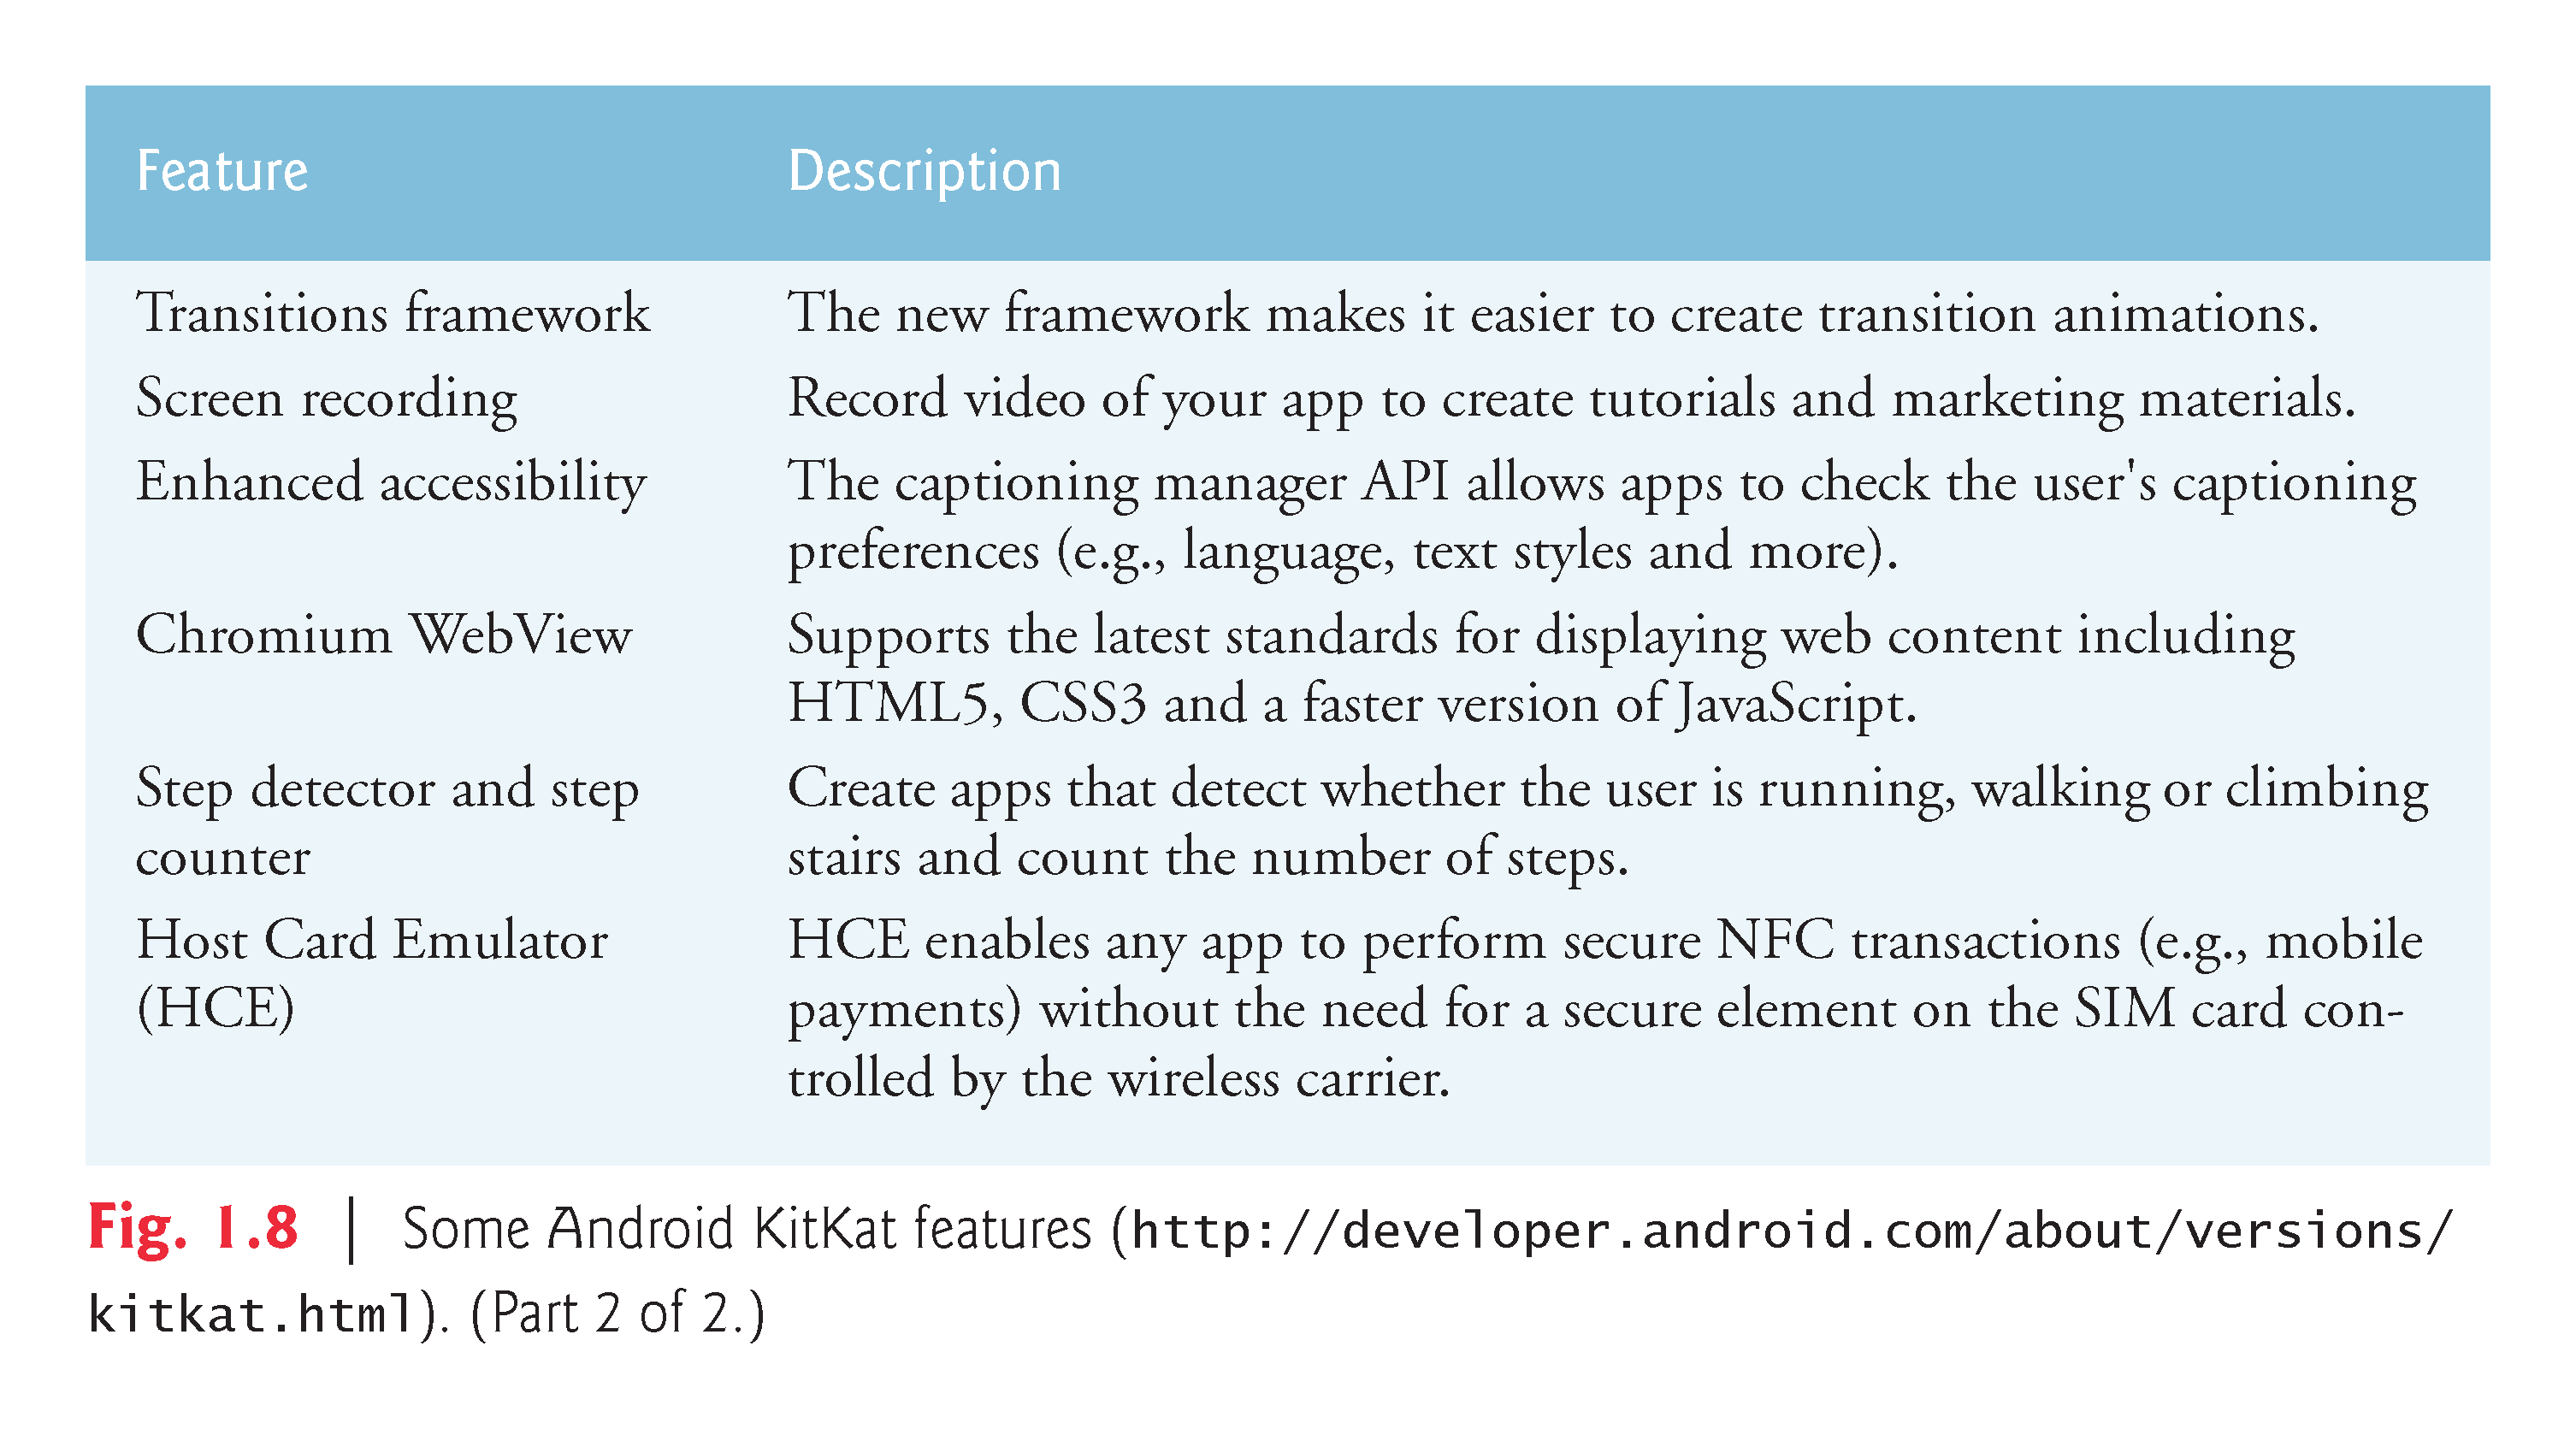 Feature Description
Transitions framework The new framework makes it easier to create transition animations.
Screen recording Record video of your app to create tutorials and marketing materials.
Enhanced accessibility The captioning manager API allows apps to check the user's captioning
preferences (e.g., language, text styles and more).
Chromium WebView Supports the latest standards for displaying web content including
HTML5, CSS3 and a faster version of JavaScript.
Step detector and step Create apps that detect whether the user is running, walking or climbing
counter stairs and count the number of steps.
Host Card Emulator HCE enables any app to perform secure NFC transactions (e.g., mobile
(HCE) payments) without the need for a secure element on the SIM card con-
trolled by the wireless carrier.
Fig. 1.8 | Some Android KitKat features (http://developer.android.com/about/versions/
kitkat.html). (Part 2 of 2.)